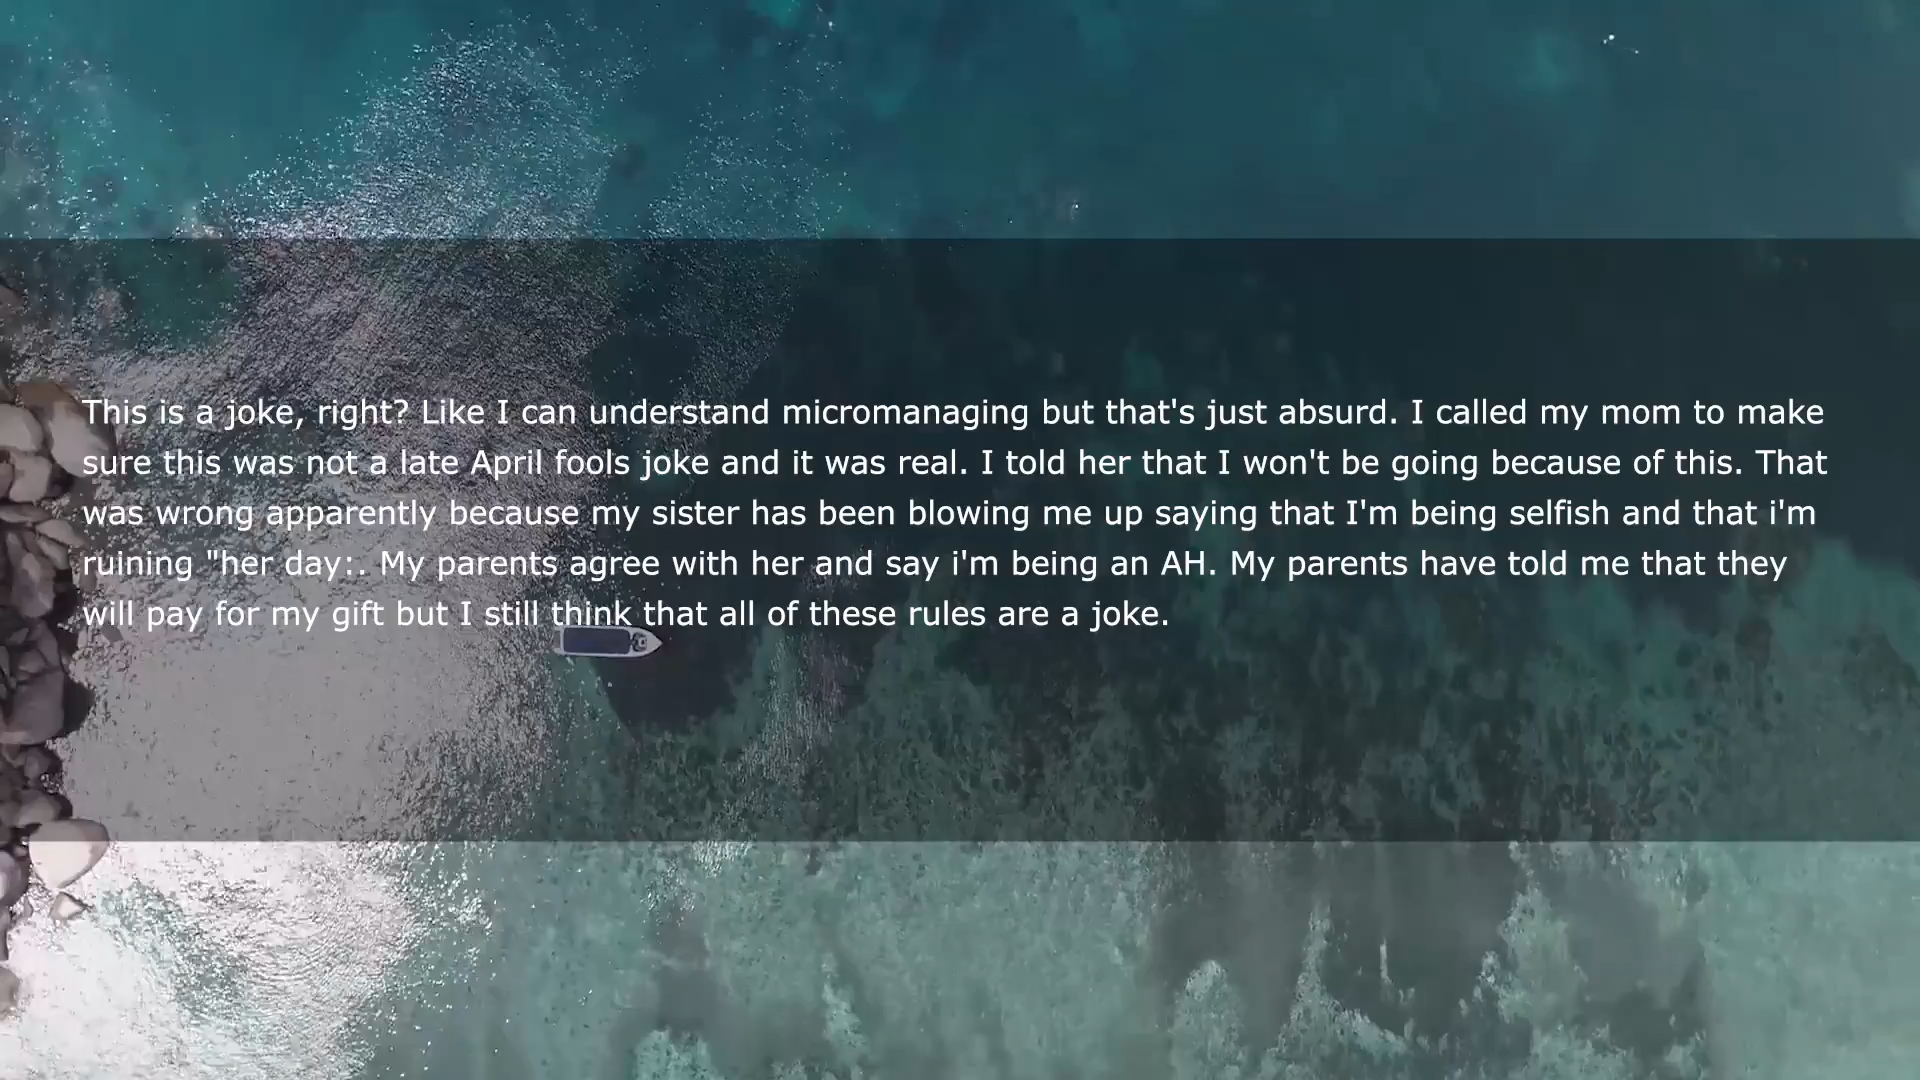 This is a joke, right? Like I can understand micromanaging but that's just absurd. I called my mom to make
sure this was not a late April fools joke and it was real. I told her that I won't be going because of this. That
was wrong apparently because my sister has been blowing me up saying that I'm being selfish and that i'm
ruining "her day:. My parents agree with her and say i'm being an AH. My parents have told me that they
will pay for my gift but I still think that all of these rules are a joke.